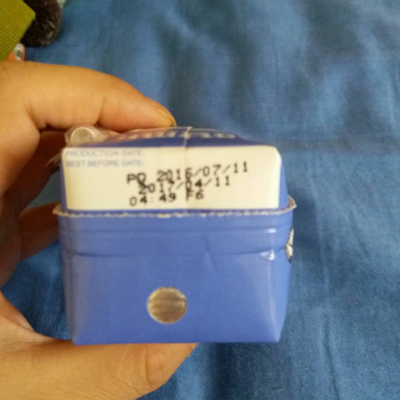 PRODUCTION DATE
BEST BEFORE DATE
PD 2016/07/11
2017/04/11
04:49 F6